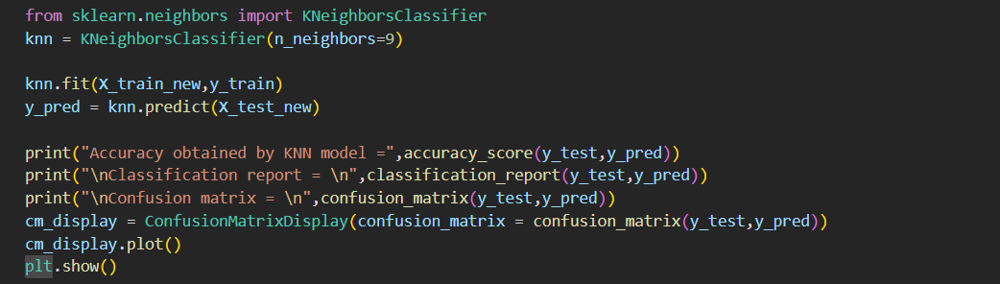 from sklearn.neighbors import KNeighborsClassifier
knn = KNeighborsClassifier(n_neighbors=9)
knn.fit(X_train_new,y_train)
y_pred = knn.predict(X_test_new)
print("Accuracy obtained by KNN model =",accuracy_score(y_test,y_pred))
print("\nClassification report = \n",classification_report(y_test,y_pred))
print("\nConfusion matrix = \n",confusion_matrix(y_test,y_pred))
cm_display = ConfusionMatrixDisplay(confusion_matrix = confusion_matrix(y_test,y_pred))
cm_display.plot()
plt.show()